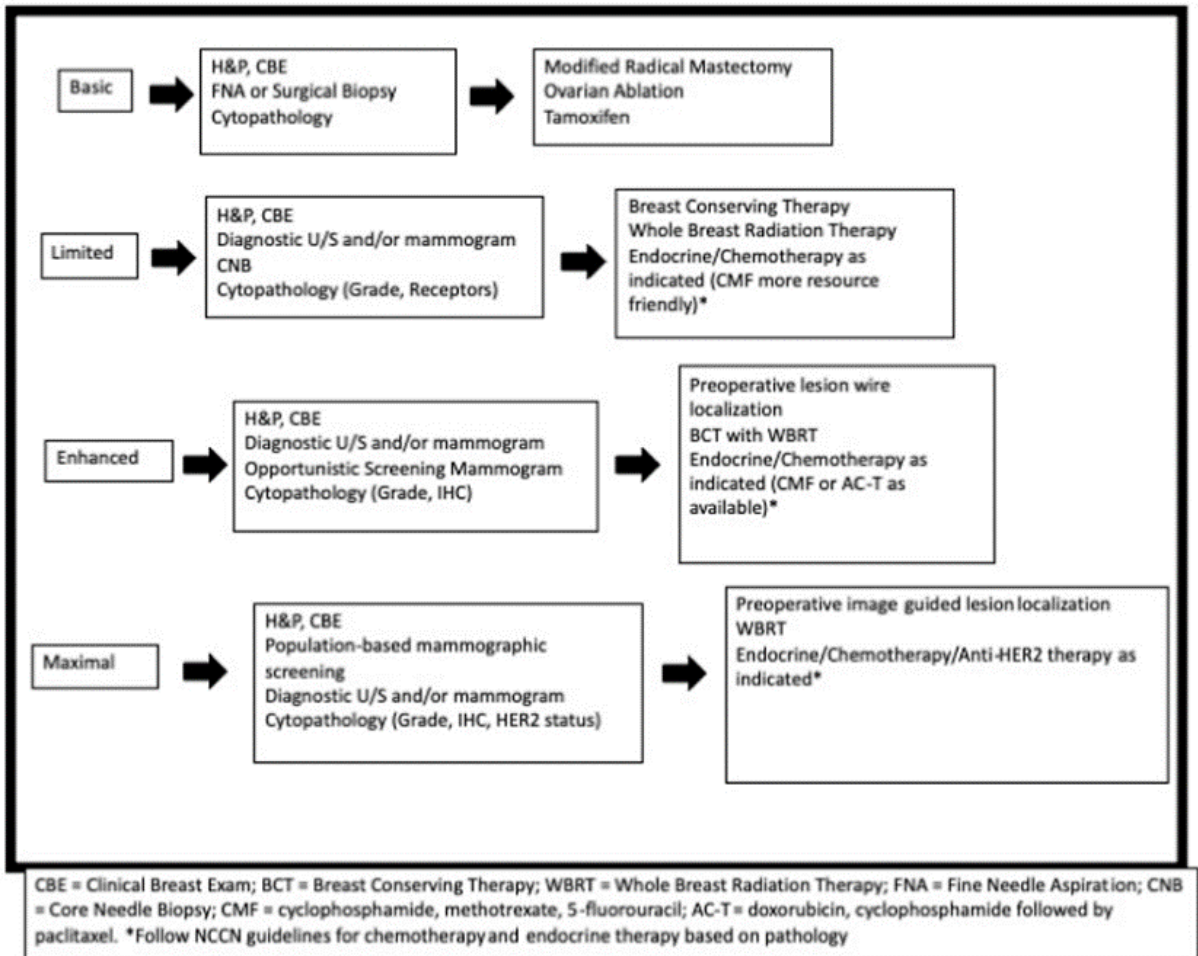 Basic
H&P, CBE
FNA or Surgical Biopsy
Cytopathology
Modified Radical Mastectomy
Ovarian Ablation
Tamoxifen
Limited
H&P, CBE
Diagnostic U/S and/or mammogram
CNB
Cytopathology (Grade, Receptors)
Breast Conserving Therapy
Whole Breast Radiation Therapy
Endocrine/Chemotherapy as
indicated (CMF more resource
friendly)*
Enhanced
H&P, CBE
Diagnostic U/S and/or mammogram
Opportunistic Screening Mammogram
Cytopathology (Grade, IHC)
Preoperative lesion wire
localization
BCT with WBRT
Endocrine/Chemotherapy as
indicated (CMF or AC-T as
available)*
Maximal
H&P, CBE
Population-based mammographic
screening
Diagnostic U/S and/or mammogram
Cytopathology (Grade, IHC, HER2 status)
Preoperative image guided lesion localization
WBRT
Endocrine/Chemotherapy/Anti-HER2 therapy as
indicated*
CBE = Clinical Breast Exam; BCT = Breast Conserving Therapy; WBRT = Whole Breast Radiation Therapy; FNA = Fine Needle Aspiration; CNB
= Core Needle Biopsy; CMF = cyclophosphamide, methotrexate, 5-fluorouracil; AC-T= doxorubicin, cyclophosphamide followed by
paclitaxel. *Follow NCCN guidelines for chemotherapy and endocrine therapy based on pathology